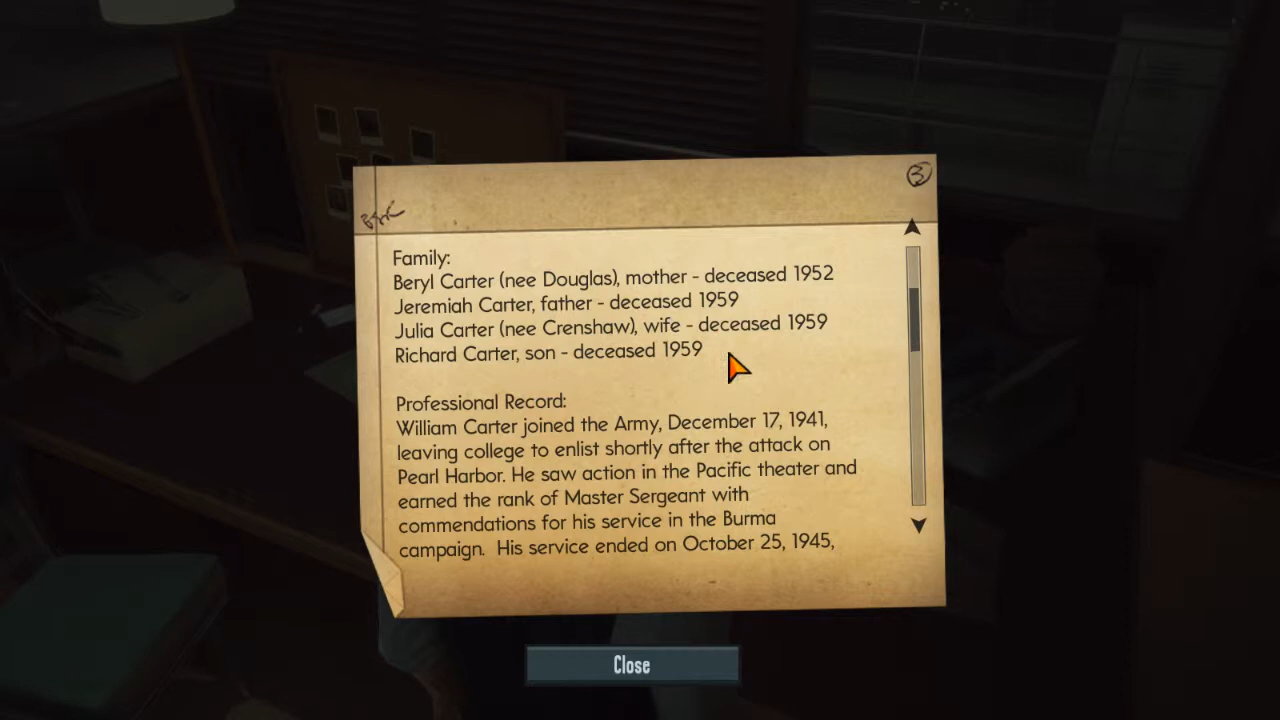 3
Family:
Beryl Carter (nee Douglas), mother - deceased 1952
Jeremiah Carter, father - deceased 1959
Julia Carter (nee Crenshaw), wife - deceased 1959
Richard Carter, son - deceased 1959
Professional Record:
William Carter joined the Army, December 17, 1941,
leaving college to enlist shortly after the attack on
Pearl Harbor. He saw action in the Pacific theater and
earned the rank of Master Sergeant with
commendations for his service in the Burma
campaign. His service ended on October 25, 1945,
Close